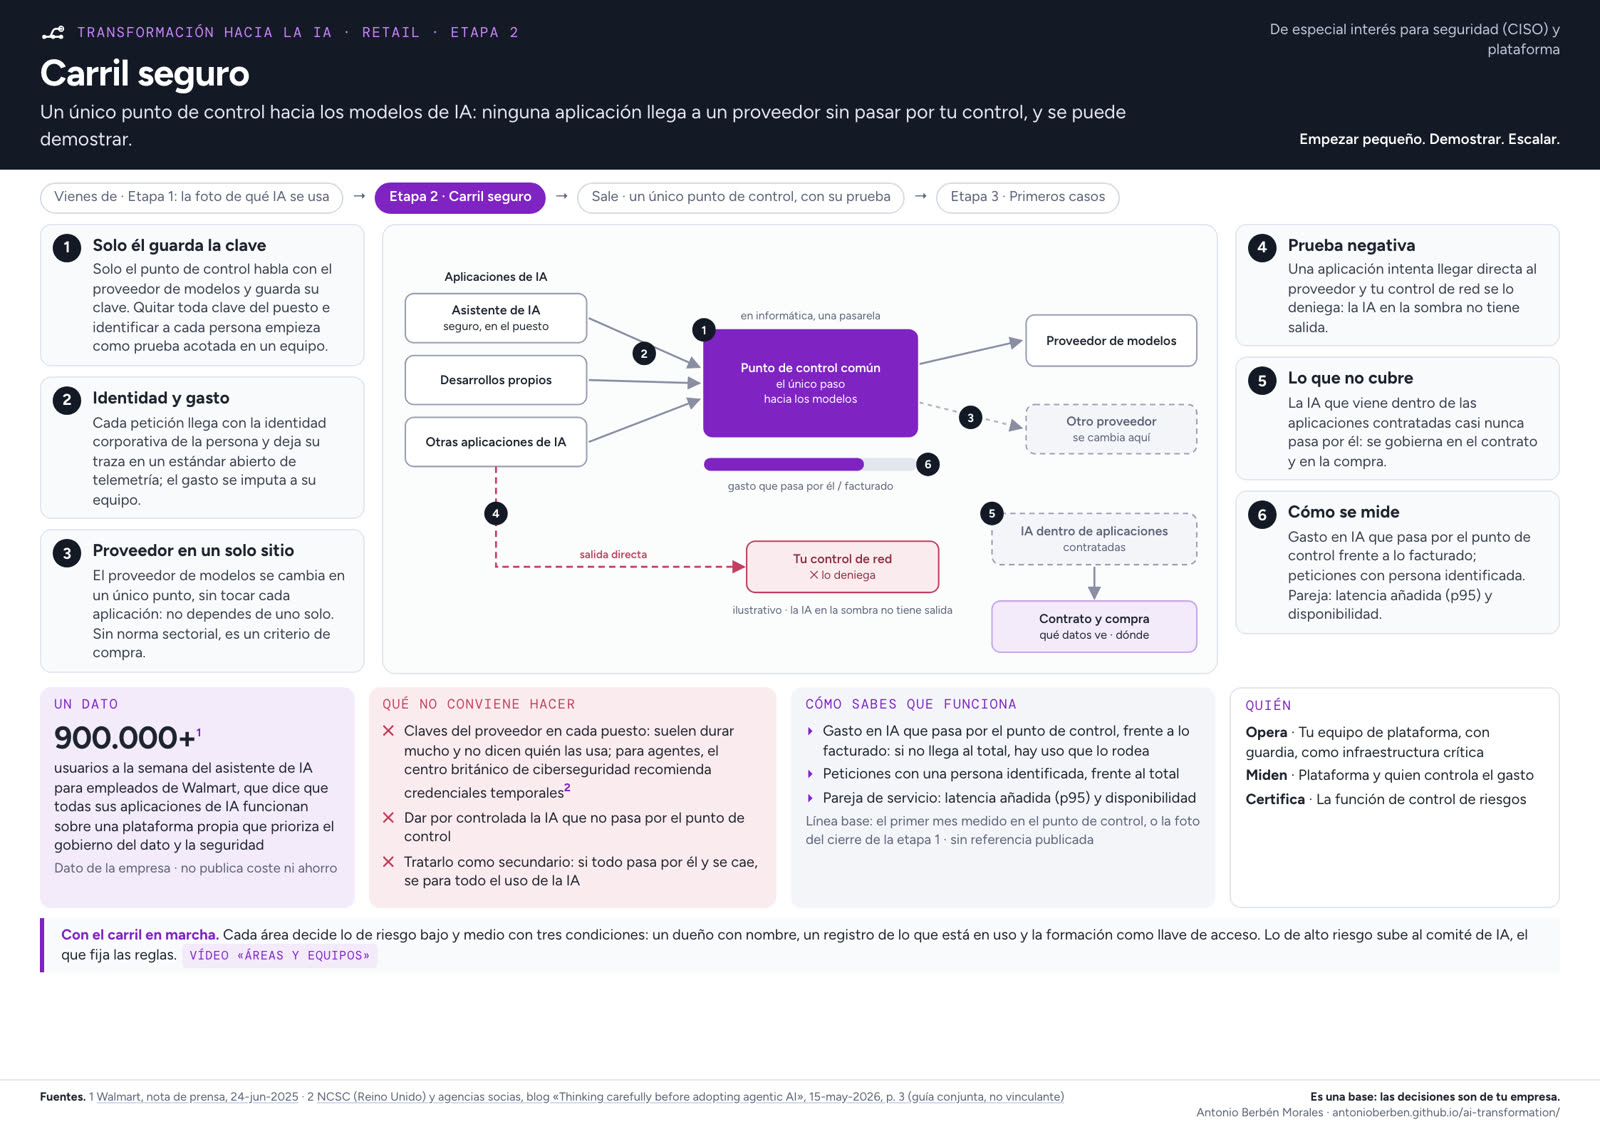 TRANSFORMACIÓN HACIA LA IA · RETAIL · ETAPA 2
De especial interés para seguridad (CISO) y
plataforma
Carril seguro
Un único punto de control hacia los modelos de IA: ninguna aplicación llega a un proveedor sin pasar por tu control, y se puede
demostrar.
Empezar pequeño. Demostrar. Escalar.
Vienes de · Etapa 1: la foto de qué IA se usa → Etapa 2 · Carril seguro → Sale · un único punto de control, con su prueba → Etapa 3 · Primeros casos
1 Solo él guarda la clave
Solo el punto de control habla con el
proveedor de modelos y guarda su
clave. Quitar toda clave del puesto e
identificar a cada persona empieza
como prueba acotada en un equipo.
2 Identidad y gasto
Cada petición llega con la identidad
corporativa de la persona y deja su
traza en un estándar abierto de
telemetría; el gasto se imputa a su
equipo.
3 Proveedor en un solo sitio
El proveedor de modelos se cambia en
un único punto, sin tocar cada
aplicación: no dependes de uno solo.
Sin norma sectorial, es un criterio de
compra.
Aplicaciones de IA
Asistente de IA
seguro, en el puesto
Desarrollos propios
Otras aplicaciones de IA
2
en informática, una pasarela
1
Punto de control común
el único paso
hacia los modelos
Proveedor de modelos
3
Otro proveedor
se cambia aquí
6
gasto que pasa por él / facturado
4
salida directa
Tu control de red
✕ lo deniega
ilustrativo · la IA en la sombra no tiene salida
5
IA dentro de aplicaciones
contratadas
Contrato y compra
qué datos ve · dónde
4 Prueba negativa
Una aplicación intenta llegar directa al
proveedor y tu control de red se lo
deniega: la IA en la sombra no tiene
salida.
5 Lo que no cubre
La IA que viene dentro de las
aplicaciones contratadas casi nunca
pasa por él: se gobierna en el contrato
y en la compra.
6 Cómo se mide
Gasto en IA que pasa por el punto de
control frente a lo facturado;
peticiones con persona identificada.
Pareja: latencia añadida (p95) y
disponibilidad.
UN DATO
900.000+1
usuarios a la semana del asistente de IA
para empleados de Walmart, que dice que
todas sus aplicaciones de IA funcionan
sobre una plataforma propia que prioriza el
gobierno del dato y la seguridad
Dato de la empresa · no publica coste ni ahorro
QUÉ NO CONVIENE HACER
✕ Claves del proveedor en cada puesto: suelen durar
mucho y no dicen quién las usa; para agentes, el
centro británico de ciberseguridad recomienda
credenciales temporales2
✕ Dar por controlada la IA que no pasa por el punto de
control
✕ Tratarlo como secundario: si todo pasa por él y se cae,
se para todo el uso de la IA
CÓMO SABES QUE FUNCIONA
Gasto en IA que pasa por el punto de control, frente a lo
facturado: si no llega al total, hay uso que lo rodea
Peticiones con una persona identificada, frente al total
Pareja de servicio: latencia añadida (p95) y disponibilidad
Línea base: el primer mes medido en el punto de control, o la foto
del cierre de la etapa 1 · sin referencia publicada
QUIÉN
Opera · Tu equipo de plataforma, con
guardia, como infraestructura crítica
Miden · Plataforma y quien controla el gasto
Certifica · La función de control de riesgos
Con el carril en marcha. Cada área decide lo de riesgo bajo y medio con tres condiciones: un dueño con nombre, un registro de lo que está en uso y la formación como llave de acceso. Lo de alto riesgo sube al comité de IA, el
que fija las reglas. VÍDEO «ÁREAS Y EQUIPOS»
Fuentes. 1 Walmart, nota de prensa, 24-jun-2025 · 2 NCSC (Reino Unido) y agencias socias, blog «Thinking carefully before adopting agentic AI», 15-may-2026, p. 3 (guía conjunta, no vinculante)
Es una base: las decisiones son de tu empresa.
Antonio Berbén Morales · antonioberben.github.io/ai-transformation/